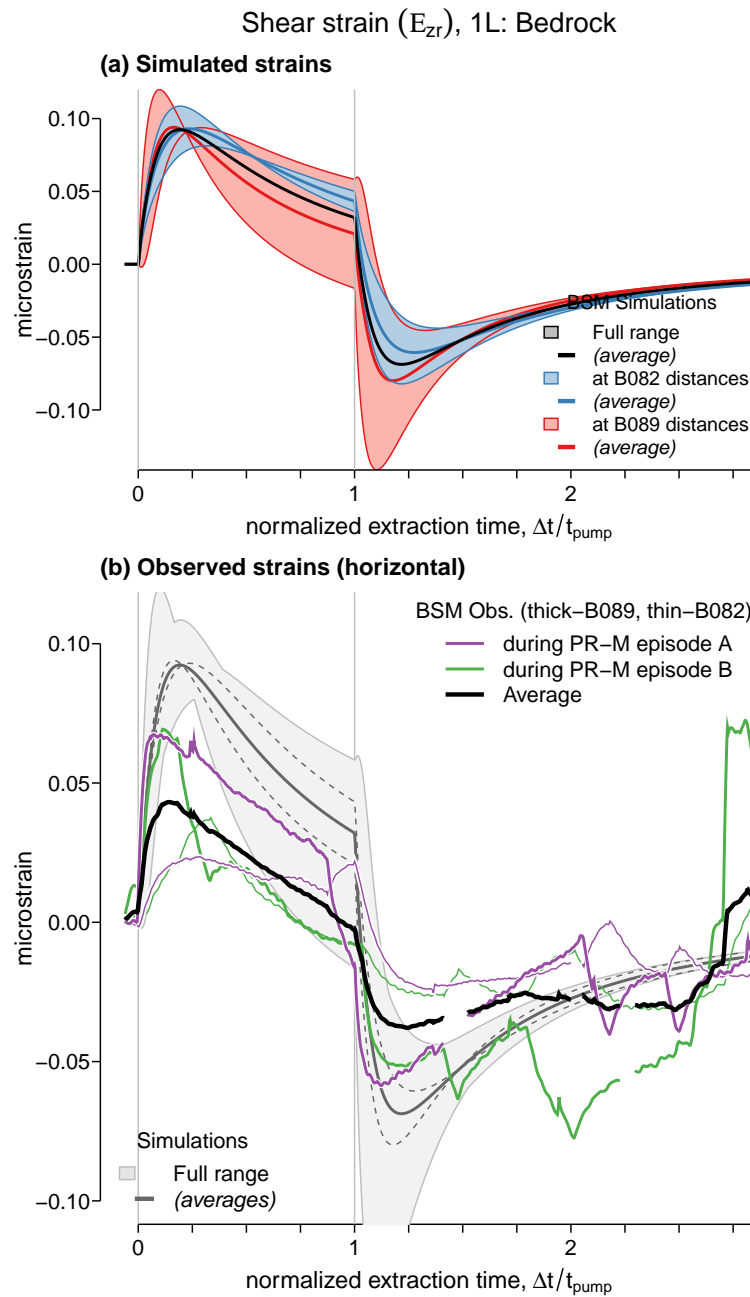 Shear strain (Ezr), 1L: Bedrock
(a) Simulated strains
0.10
0.05
0.00
−0.05
−0.10
microstrain
BSM Simulations
Full range
(average)
at B082 distances
(average)
at B089 distances
(average)
0
1
2
normalized extraction time, Δt/tpump
(b) Observed strains (horizontal)
BSM Obs. (thick−B089, thin−B082)
during PR−M episode A
during PR−M episode B
Average
0.10
0.05
0.00
−0.05
−0.10
microstrain
Simulations
Full range
(averages)
0
1
2
normalized extraction time, Δt/tpump